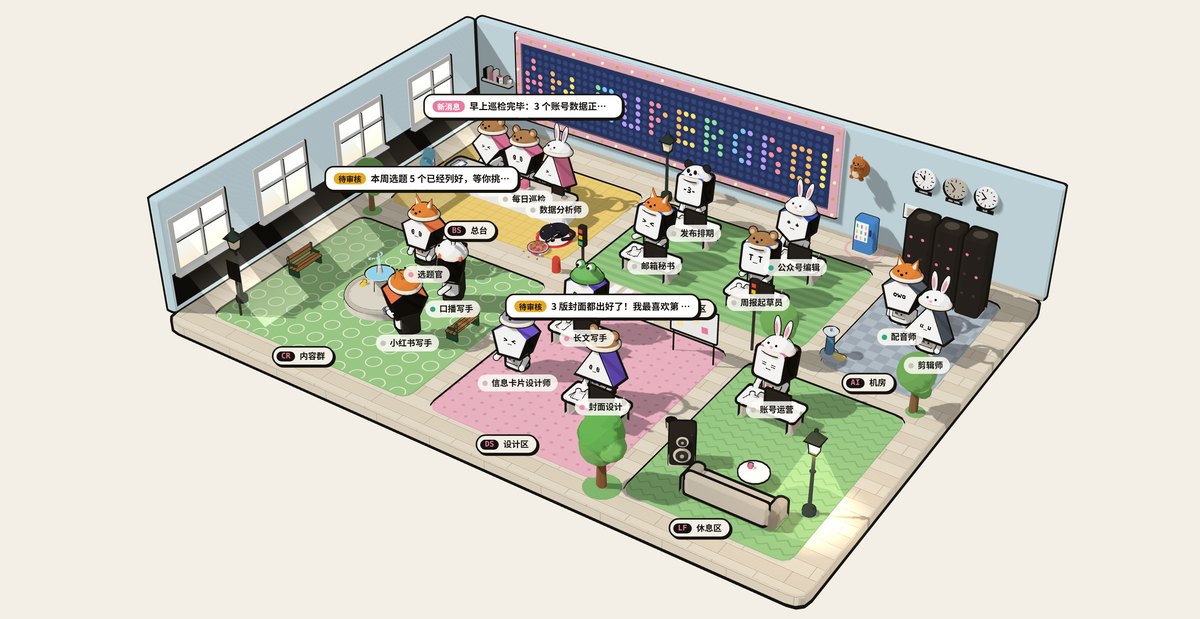 新消息 早上巡检完毕：3 个账号数据正…
待审核 本周选题 5 个已经列好，等你挑…
每日巡检
数据分析师
BS 总台
发布排期
选题官
邮箱秘书
公众号编辑
周报起草员
口播写手
待审核 3 版封面都出好了！我最喜欢第 …
区
长文写手
小红书写手
配音师
剪辑师
CR 内容群
信息卡片设计师
AI 机房
封面设计
账号运营
DS 设计区
LF 休息区
OWO
T_T